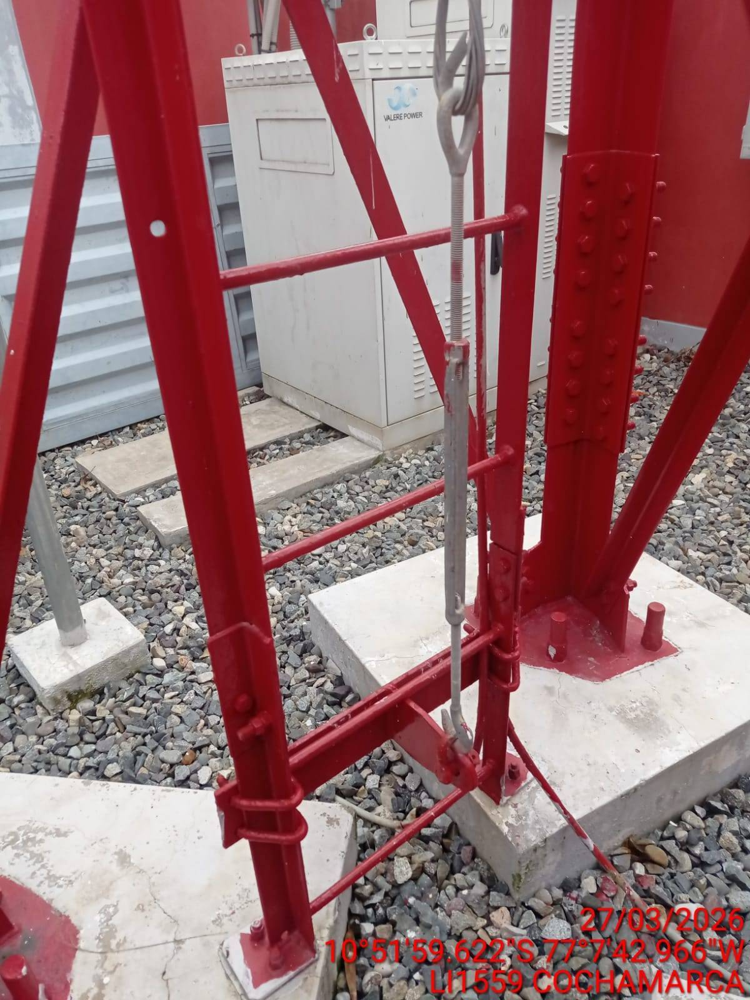 VALERE POWER
27/03/2026
10°51'59.622"S 77°7'42.966"W
LI1559 COCHAMARCA